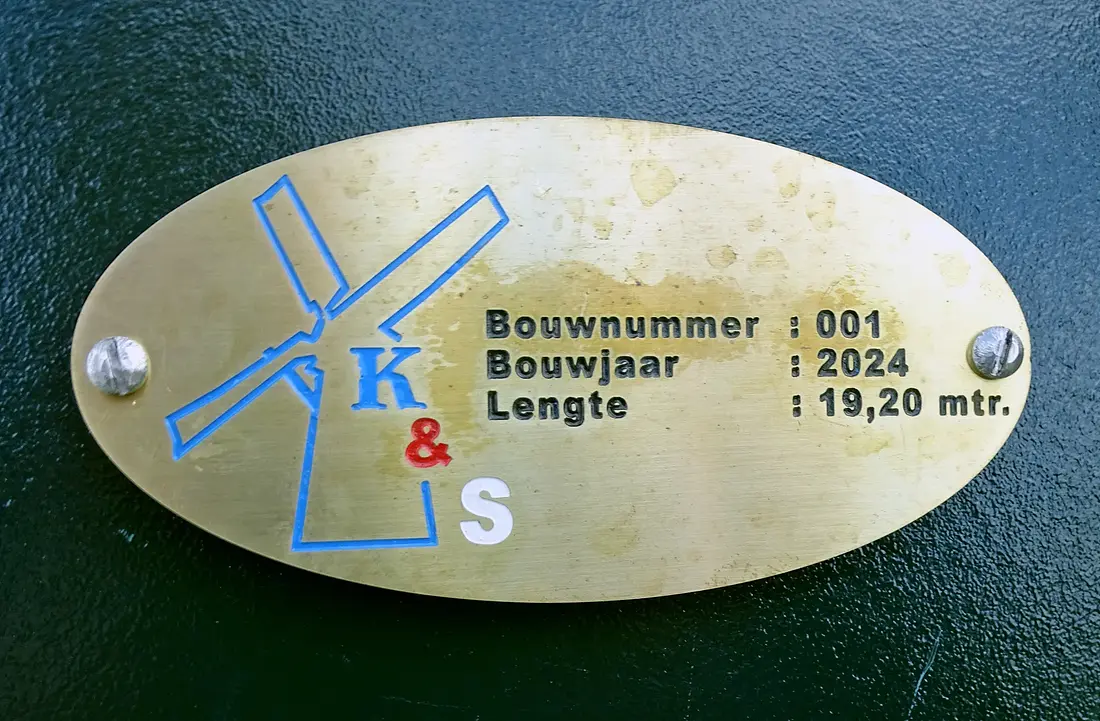 Bouwnummer : 001
Bouwjaar : 2024
Lengte : 19,20 mtr.
K
&
S